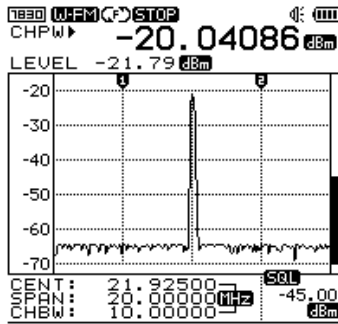 W-FM STOP
CHPW▶ -20.04086 dBm
LEVEL -21.79 dBm
1 2
-20
-30
-40
-50
-60
-70
CENT: 21.92500
SPAN: 20.00000 MHz
CHBW: 10.00000
SQL
-45.00
dBm